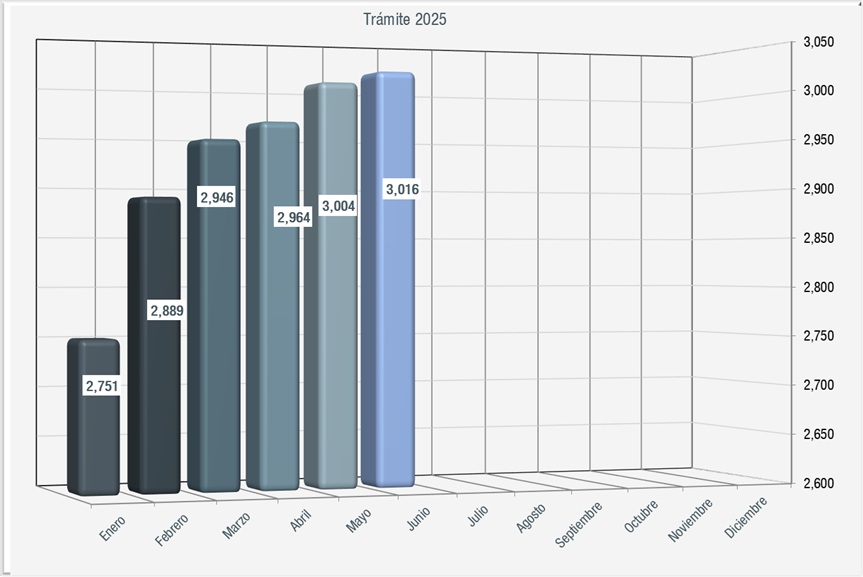 Trámite 2025
3,050
3,000
2,950
2,900
2,850
2,800
2,750
2,700
2,650
2,600
2,751
2,889
2,946
2,964
3,004
3,016
Enero
Febrero
Marzo
Abril
Mayo
Junio
Julio
Agosto
Septiembre
Octubre
Noviembre
Diciembre